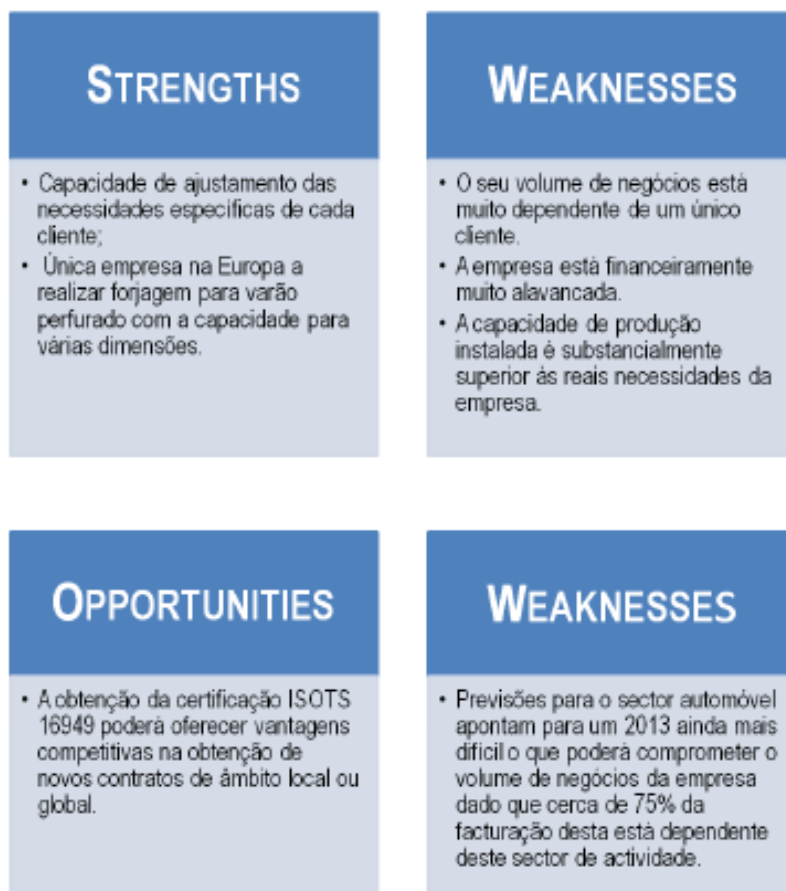 STRENGTHS
• Capacidade de ajustamento das
necessidades específicas de cada
cliente;
• Única empresa na Europa a
realizar forjagem para varão
perfurado com a capacidade para
várias dimensões.
WEAKNESSES
• O seu volume de negócios está
muito dependente de um único
cliente.
• A empresa está financeiramente
muito alavancada.
• A capacidade de produção
instalada é substancialmente
superior às reais necessidades da
empresa.
OPPORTUNITIES
• A obtenção da certificação ISOTS
16949 poderá oferecer vantagens
competitivas na obtenção de
novos contratos de âmbito local ou
global.
WEAKNESSES
• Previsões para o sector automóvel
apontam para um 2013 ainda mais
difícil o que poderá comprometer o
volume de negócios da empresa
dado que cerca de 75% da
facturação desta está dependente
deste sector de actividade.